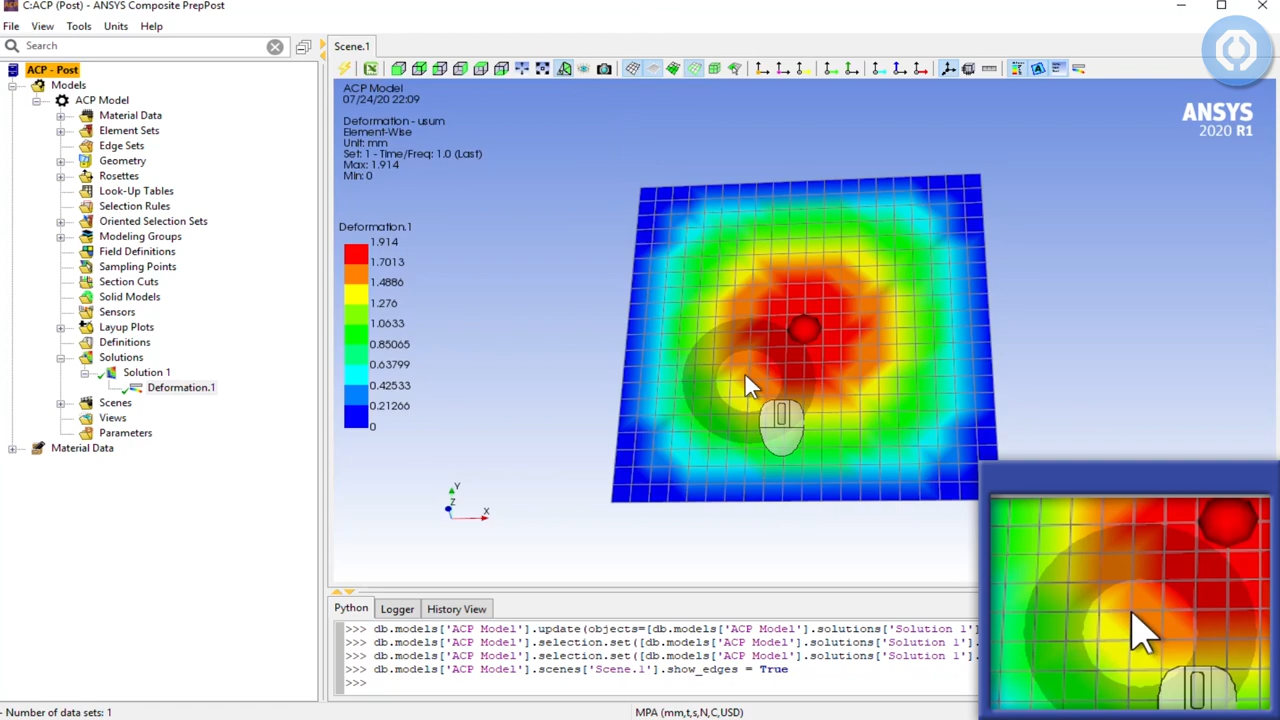 C:ACP (Post) - ANSYS Composite PrepPost
File View Tools Units Help
Search
Scene.1
ACP - Post
Models
ACP Model
Material Data
Element Sets
Edge Sets
Geometry
Rosettes
Look-Up Tables
Selection Rules
Oriented Selection Sets
Modeling Groups
Field Definitions
Sampling Points
Section Cuts
Solid Models
Sensors
Layup Plots
Definitions
Solutions
Solution 1
Deformation.1
Scenes
Views
Parameters
Material Data
ACP Model
07/24/20 22:09
Deformation - usum
Element-Wise
Unit: mm
Set: 1 - Time/Freq: 1.0 (Last)
Max: 1.914
Min: 0
Deformation.1
1.914
1.7013
1.4886
1.276
1.0633
0.85065
0.63799
0.42533
0.21266
0
ANSYS
2020 R1
Y
Z
X
Python Logger History View
>>> db.models['ACP Model'].update(objects=[db.models['ACP Model'].solutions['Solution 1'
>>> db.models['ACP Model'].selection.set([db.models['ACP Model'].solutions['Solution 1'].
>>> db.models['ACP Model'].selection.set([db.models['ACP Model'].solutions['Solution 1'].
>>> db.models['ACP Model'].scenes['Scene.1'].show_edges = True
>>>
- Number of data sets: 1
MPA (mm,t,s,N,C,USD)